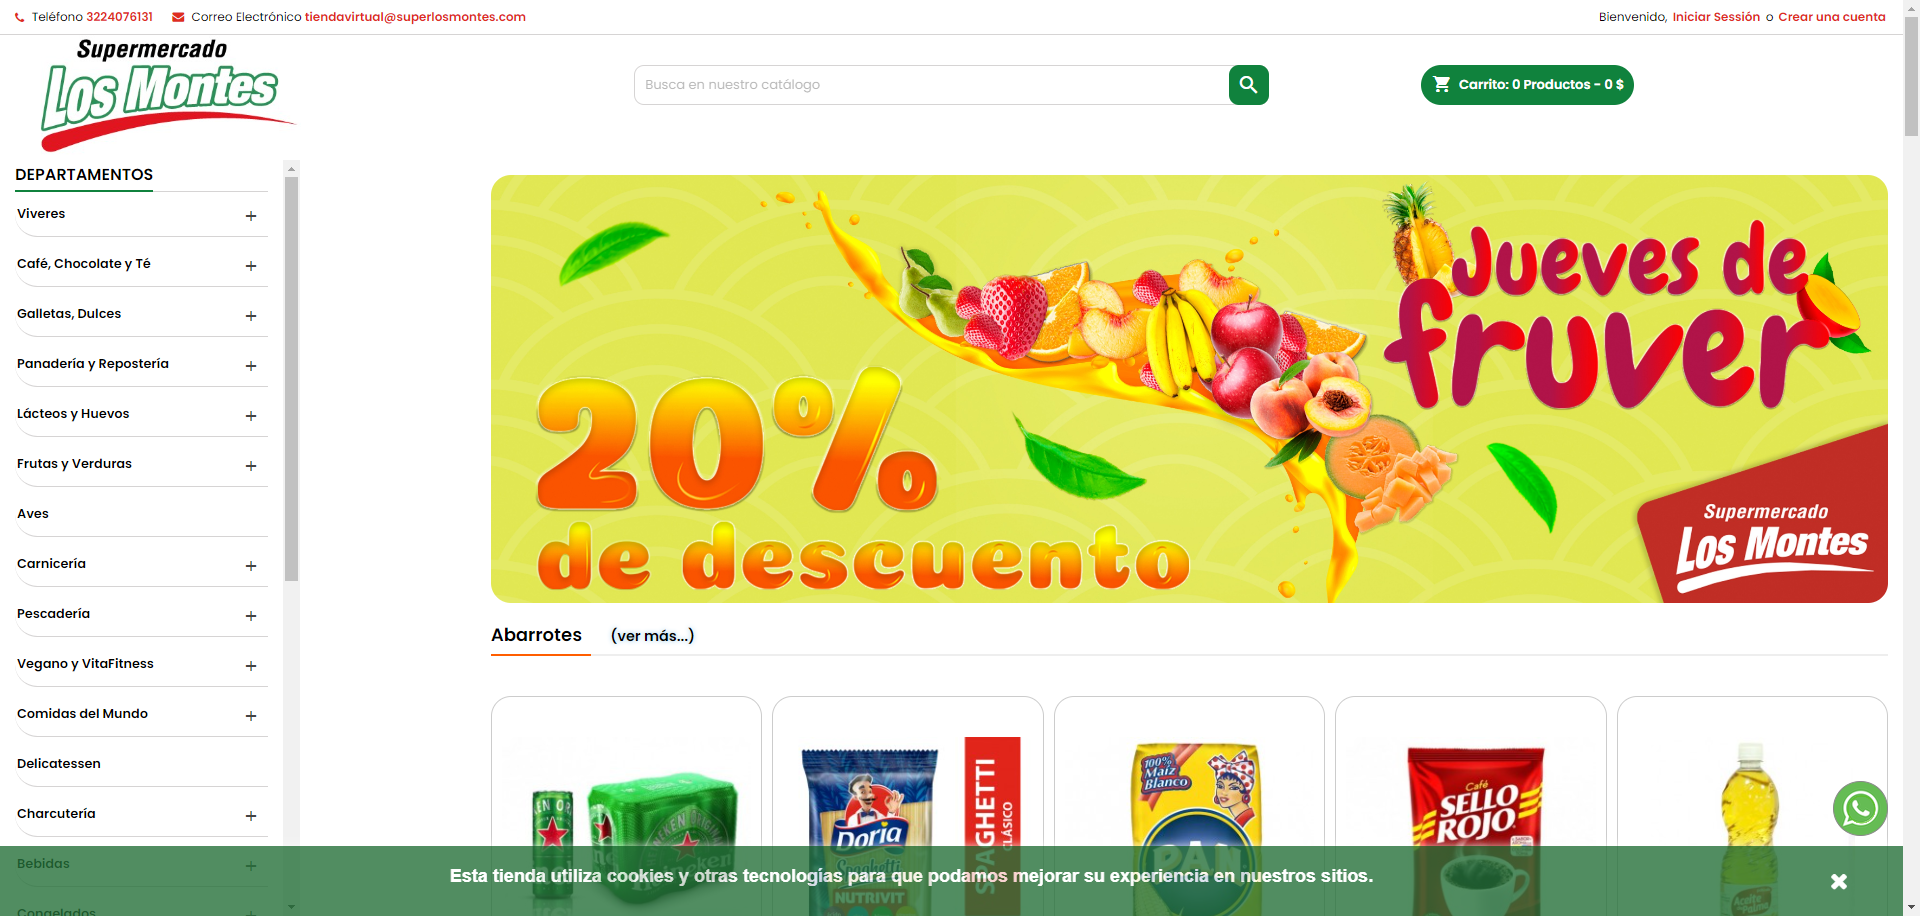 Teléfono 3224076131 Correo Electrónico tiendavirtual@superlosmontes.com
Bienvenido, Iniciar Sessión o Crear una cuenta
Supermercado
Los Montes
Busca en nuestro catálogo
Carrito: 0 Productos - 0 $
DEPARTAMENTOS
Viveres
Café, Chocolate y Té
Galletas, Dulces
Panadería y Repostería
Lácteos y Huevos
Frutas y Verduras
Aves
Carnicería
Pescadería
Vegano y VitaFitness
Comidas del Mundo
Delicatessen
Charcutería
Bebidas
Congelados
Jueves de
fruver
20%
de descuento
Supermercado
Los Montes
Abarrotes (ver más...)
Heineken
Doria
Spaghetti
NUTRIVIT
SPAGHETTI
CLÁSICO
100%
Maíz
Blanco
PAN
Café
SELLO
ROJO
Aceite
Esta tienda utiliza cookies y otras tecnologías para que podamos mejorar su experiencia en nuestros sitios.